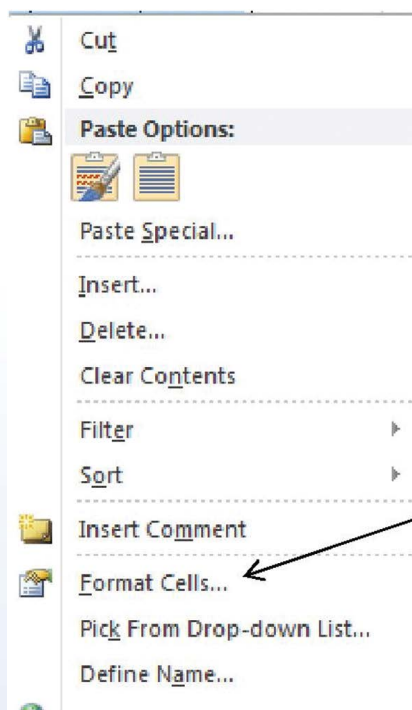 Cut
Copy
Paste Options:
Paste Special...
Insert...
Delete...
Clear Contents
Filter
Sort
Insert Comment
Format Cells...
Pick From Drop-down List...
Define Name...